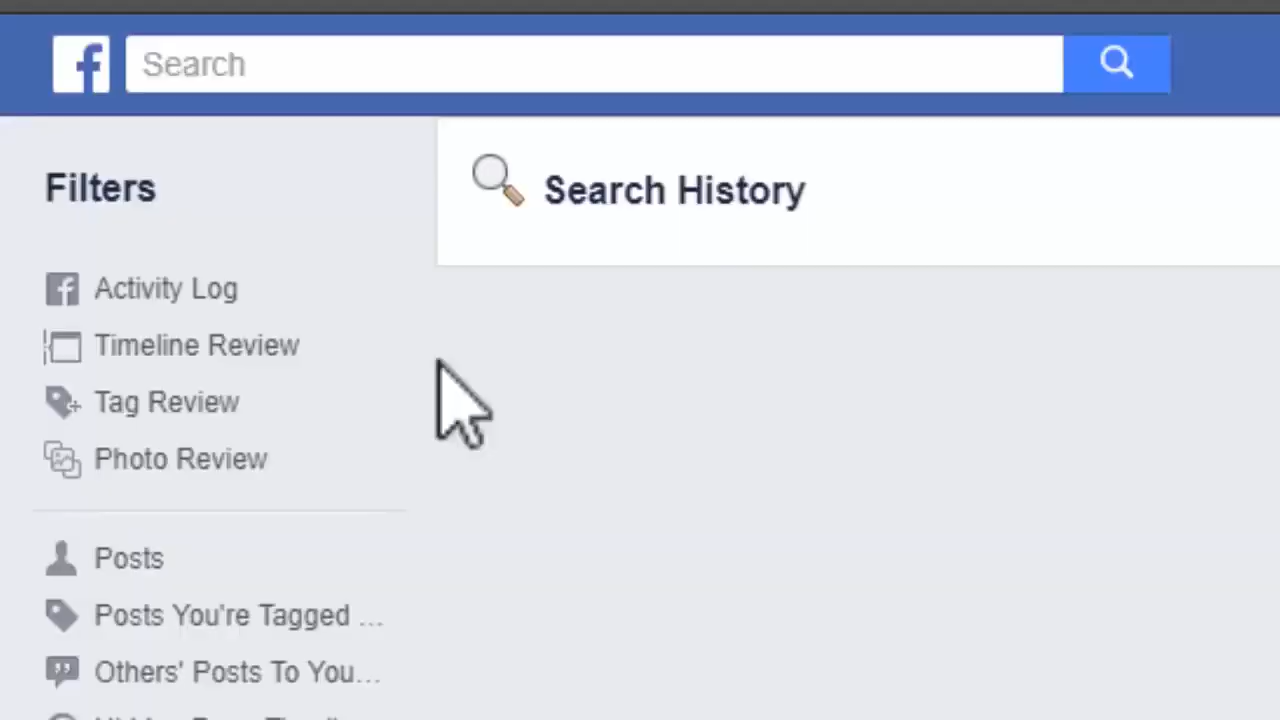 Search
Filters
Search History
Activity Log
Timeline Review
Tag Review
Photo Review
Posts
Posts You're Tagged ...
Others' Posts To You...